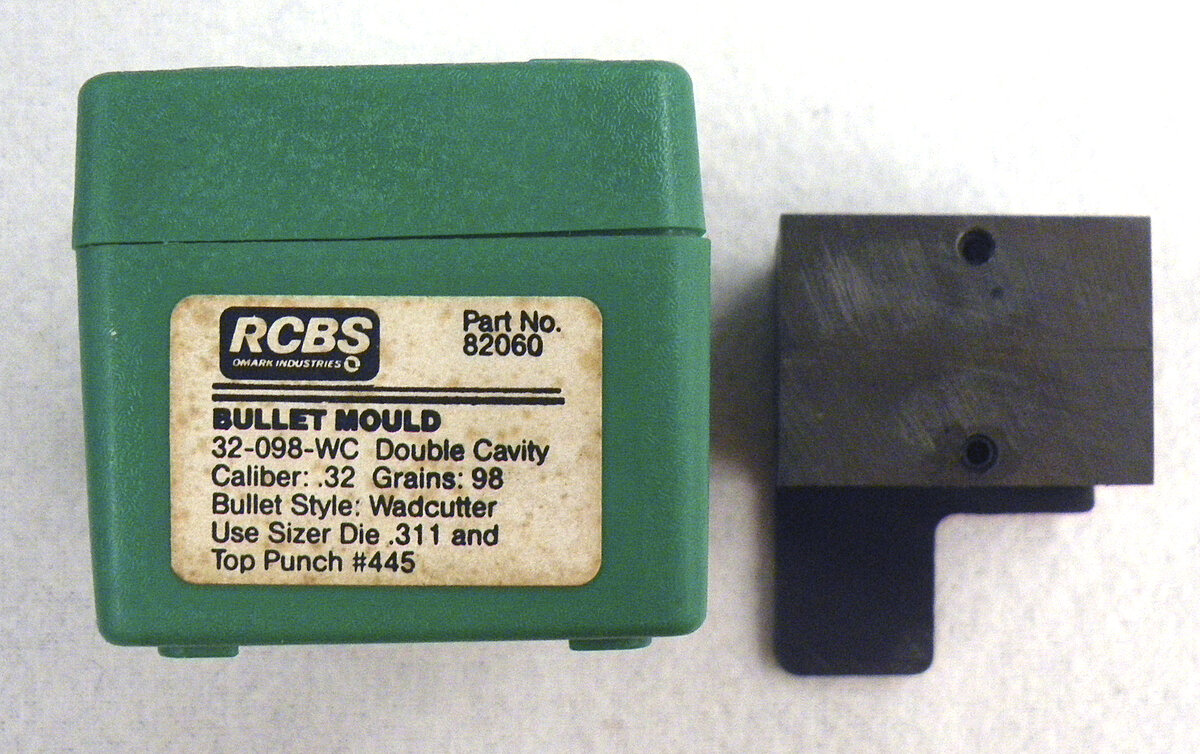 RCBS
OMARK INDUSTRIES
Part No.
82060
BULLET MOULD
32-098-WC Double Cavity
Caliber: .32 Grains: 98
Bullet Style: Wadcutter
Use Sizer Die .311 and
Top Punch #445